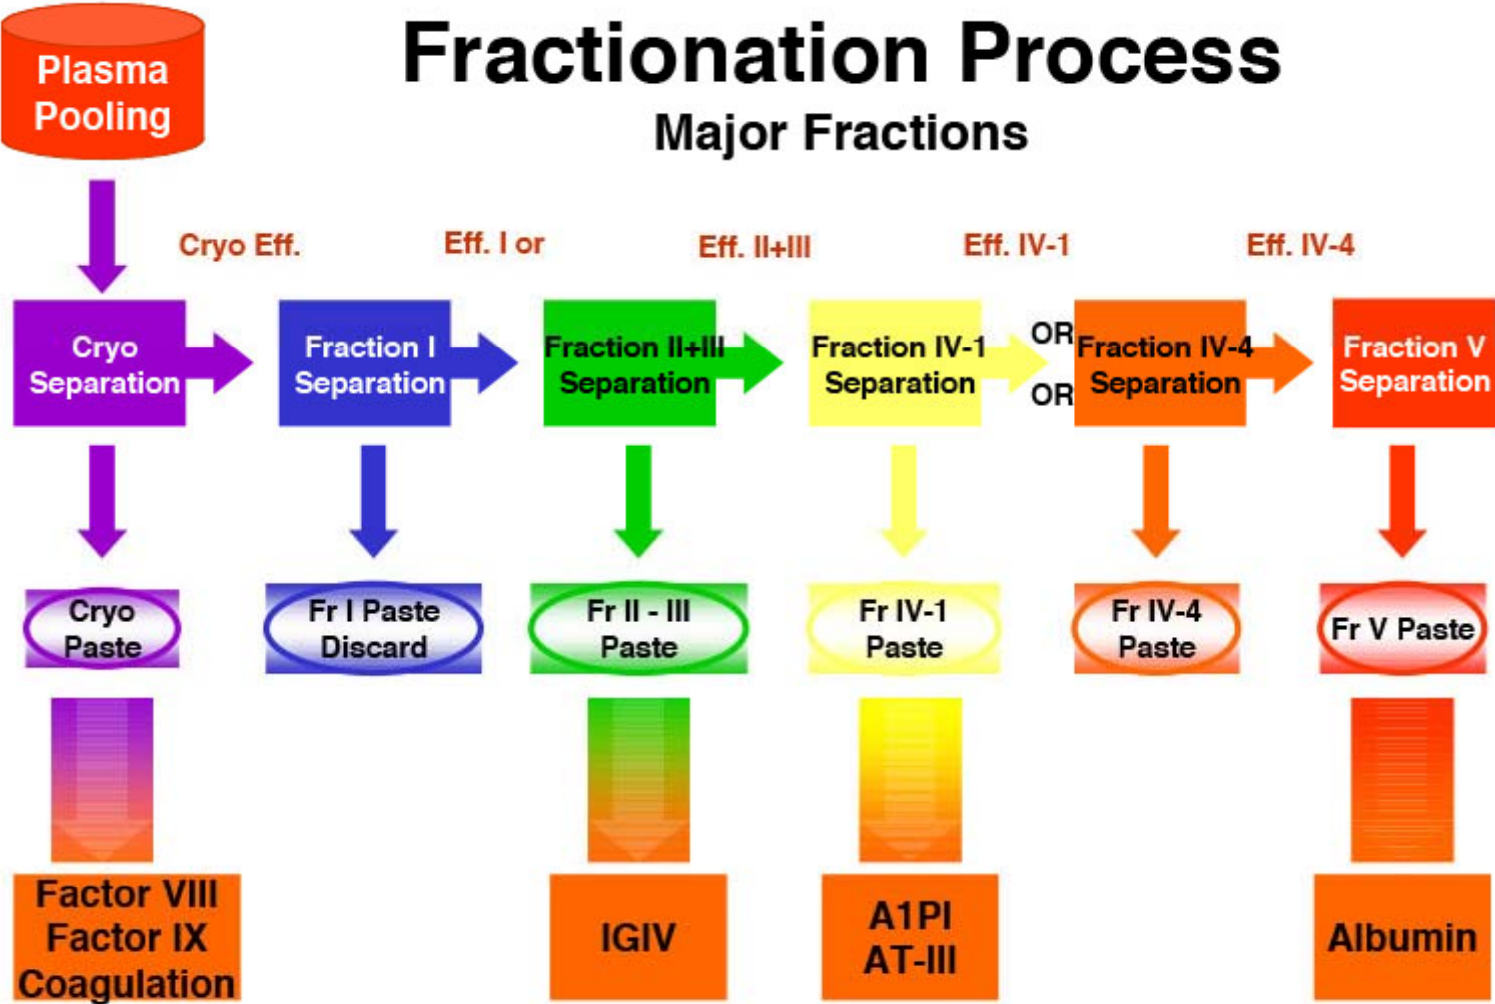 Plasma
Pooling
Fractionation Process
Major Fractions
Cryo Eff.
Eff. I or
Eff. II+III
Eff. IV-1
Eff. IV-4
Cryo
Separation
Fraction I
Separation
Fraction II+III
Separation
Fraction IV-1
Separation
OR
OR
Fraction IV-4
Separation
Fraction V
Separation
Cryo
Paste
Fr I Paste
Discard
Fr II - III
Paste
Fr IV-1
Paste
Fr IV-4
Paste
Fr V Paste
Factor VIII
Factor IX
Coagulation
IGIV
A1PI
AT-III
Albumin